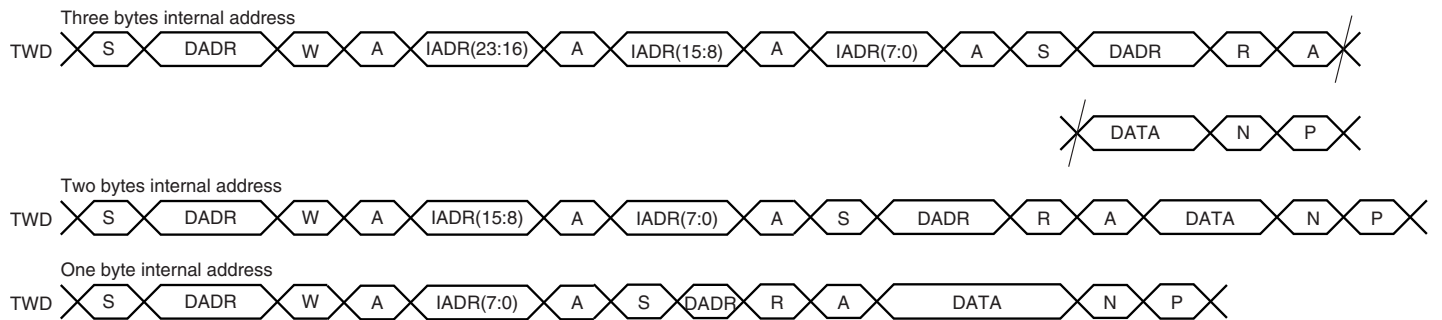 Three bytes internal address
TWD S DADR W A IADR(23:16) A IADR(15:8) A IADR(7:0) A S DADR R A
DATA N P
Two bytes internal address
TWD S DADR W A IADR(15:8) A IADR(7:0) A S DADR R A DATA N P
One byte internal address
TWD S DADR W A IADR(7:0) A S DADR R A DATA N P